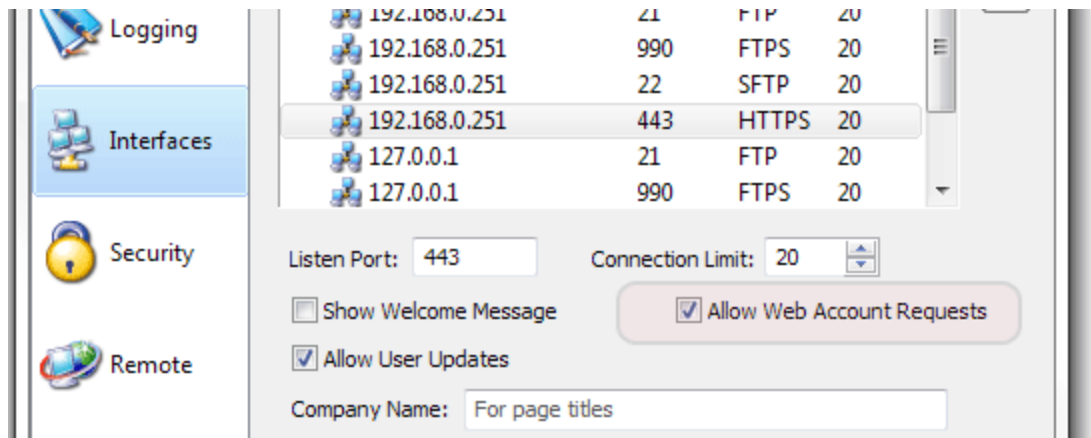 Logging
Interfaces
Security
Remote
192.168.0.251 21 FTP 20
192.168.0.251 990 FTPS 20
192.168.0.251 22 SFTP 20
192.168.0.251 443 HTTPS 20
127.0.0.1 21 FTP 20
127.0.0.1 990 FTPS 20
Listen Port: 443 Connection Limit: 20
Show Welcome Message Allow Web Account Requests
Allow User Updates
Company Name: For page titles